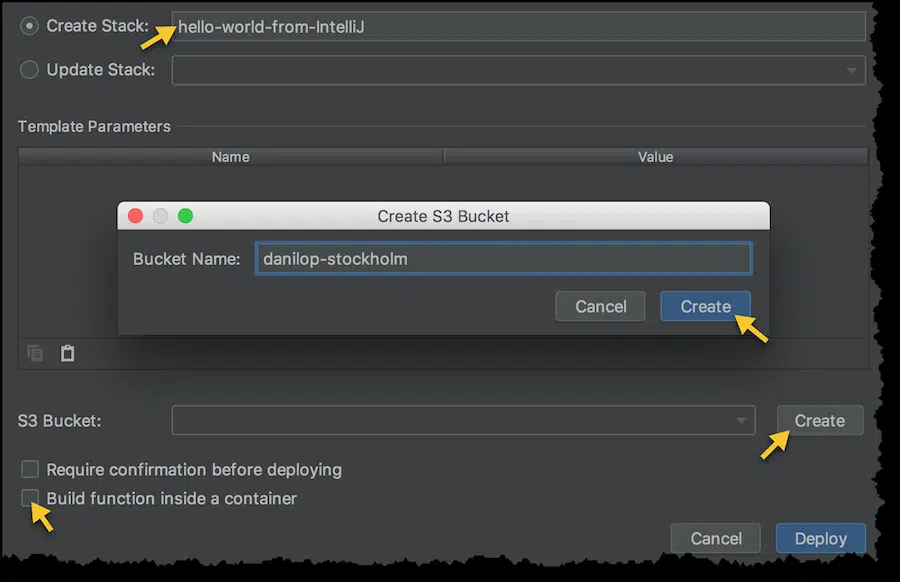 Create Stack: hello-world-from-IntelliJ
Update Stack:
Template Parameters
Name Value
Create S3 Bucket
Bucket Name: danilop-stockholm
Cancel Create
S3 Bucket: Create
Require confirmation before deploying
Build function inside a container
Cancel Deploy